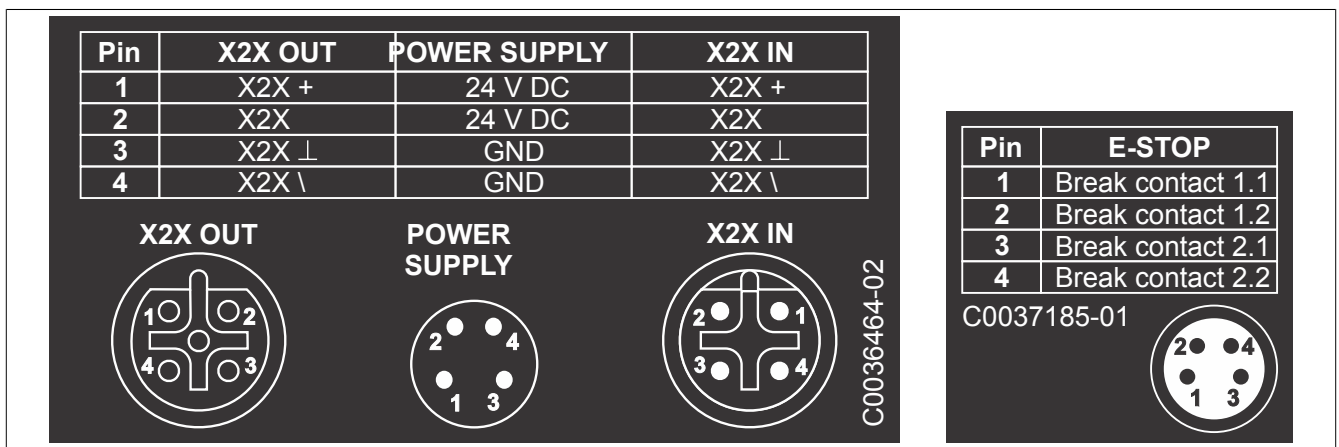 Pin X2X OUT POWER SUPPLY X2X IN
1 X2X + 24 V DC X2X +
2 X2X 24 V DC X2X
3 X2X ⊥ GND X2X ⊥
4 X2X \ GND X2X \
X2X OUT POWER SUPPLY X2X IN
1 2
4 3
2 4
1 3
2 1
3 4
C0036464-02
Pin E-STOP
1 Break contact 1.1
2 Break contact 1.2
3 Break contact 2.1
4 Break contact 2.2
C0037185-01
2 4
1 3